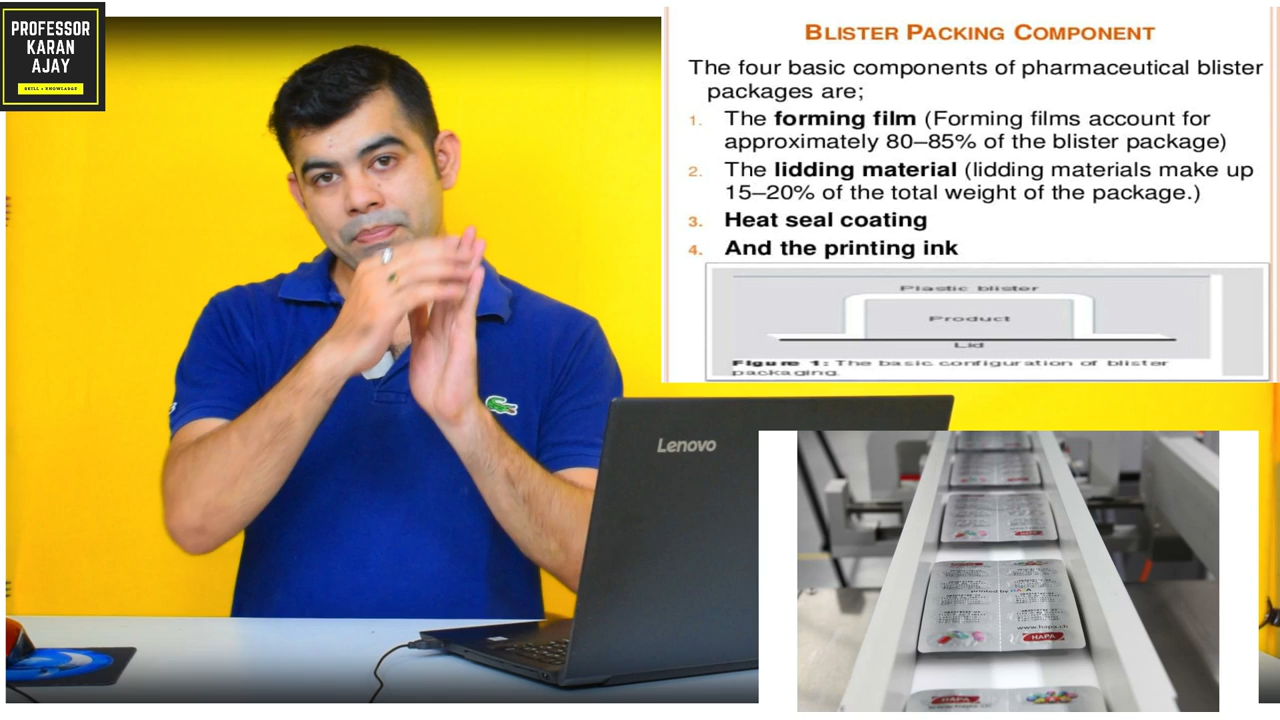 PROFESSOR
KARAN
AJAY
SKILL + KNOWLEDGE
BLISTER PACKING COMPONENT
The four basic components of pharmaceutical blister
packages are;
1. The forming film (Forming films account for
approximately 80–85% of the blister package)
2. The lidding material (lidding materials make up
15–20% of the total weight of the package.)
3. Heat seal coating
4. And the printing ink
Plastic blister
Product
Lid
Figure 1: The basic configuration of blister
packaging.
Lenovo
printed by
www.hapa.ch
HAPA